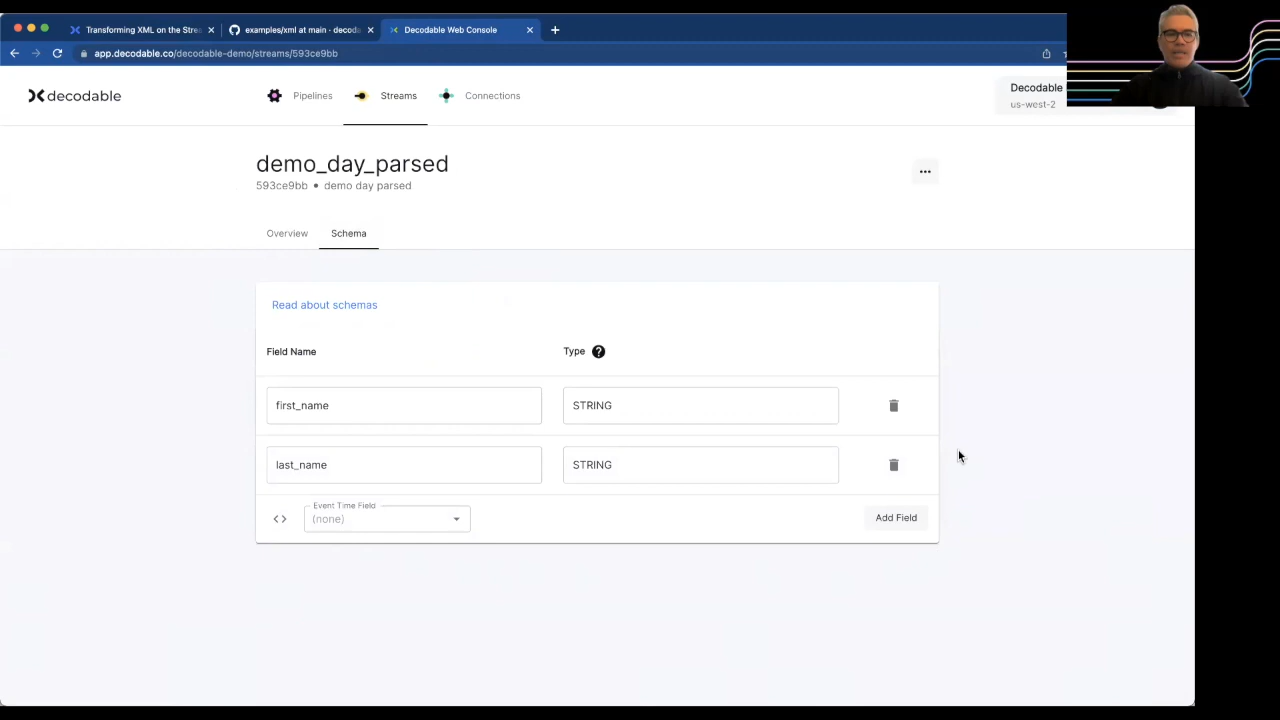 Transforming XML on the Strea
examples/xml at main · decoda
Decodable Web Console
app.decodable.co/decodable-demo/streams/593ce9bb
decodable
Pipelines
Streams
Connections
Decodable
us-west-2
demo_day_parsed
593ce9bb • demo day parsed
Overview
Schema
Read about schemas
Field Name
Type ?
first_name
STRING
last_name
STRING
Event Time Field
(none)
Add Field